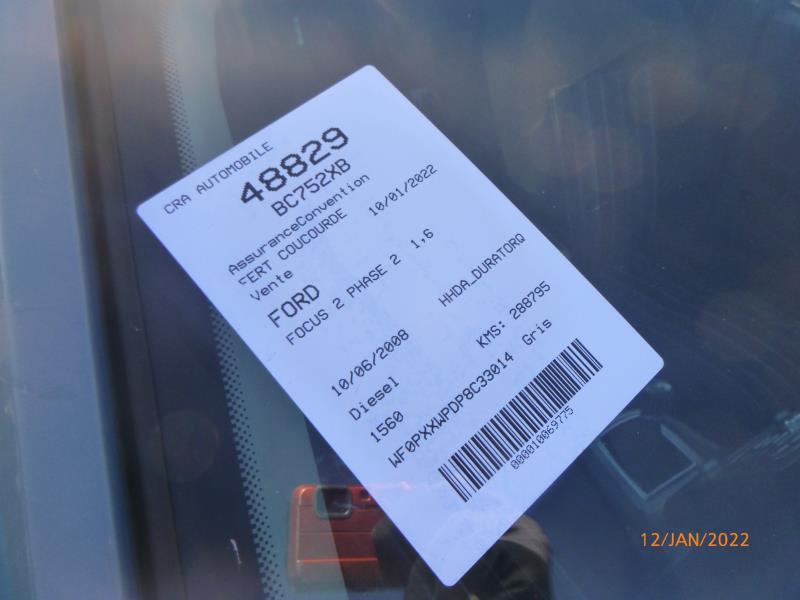 CRA AUTOMOBILE
48829
BC752XB
AssuranceConvention
FERT COUCOURDE 10/01/2022
Vente
FORD
FOCUS 2 PHASE 2 1,6
HHDA_DURATORQ
10/06/2008
Diesel KMS: 288795
1560
WF0PXXWPDP8C33014 Gris
000010069775
12/JAN/2022